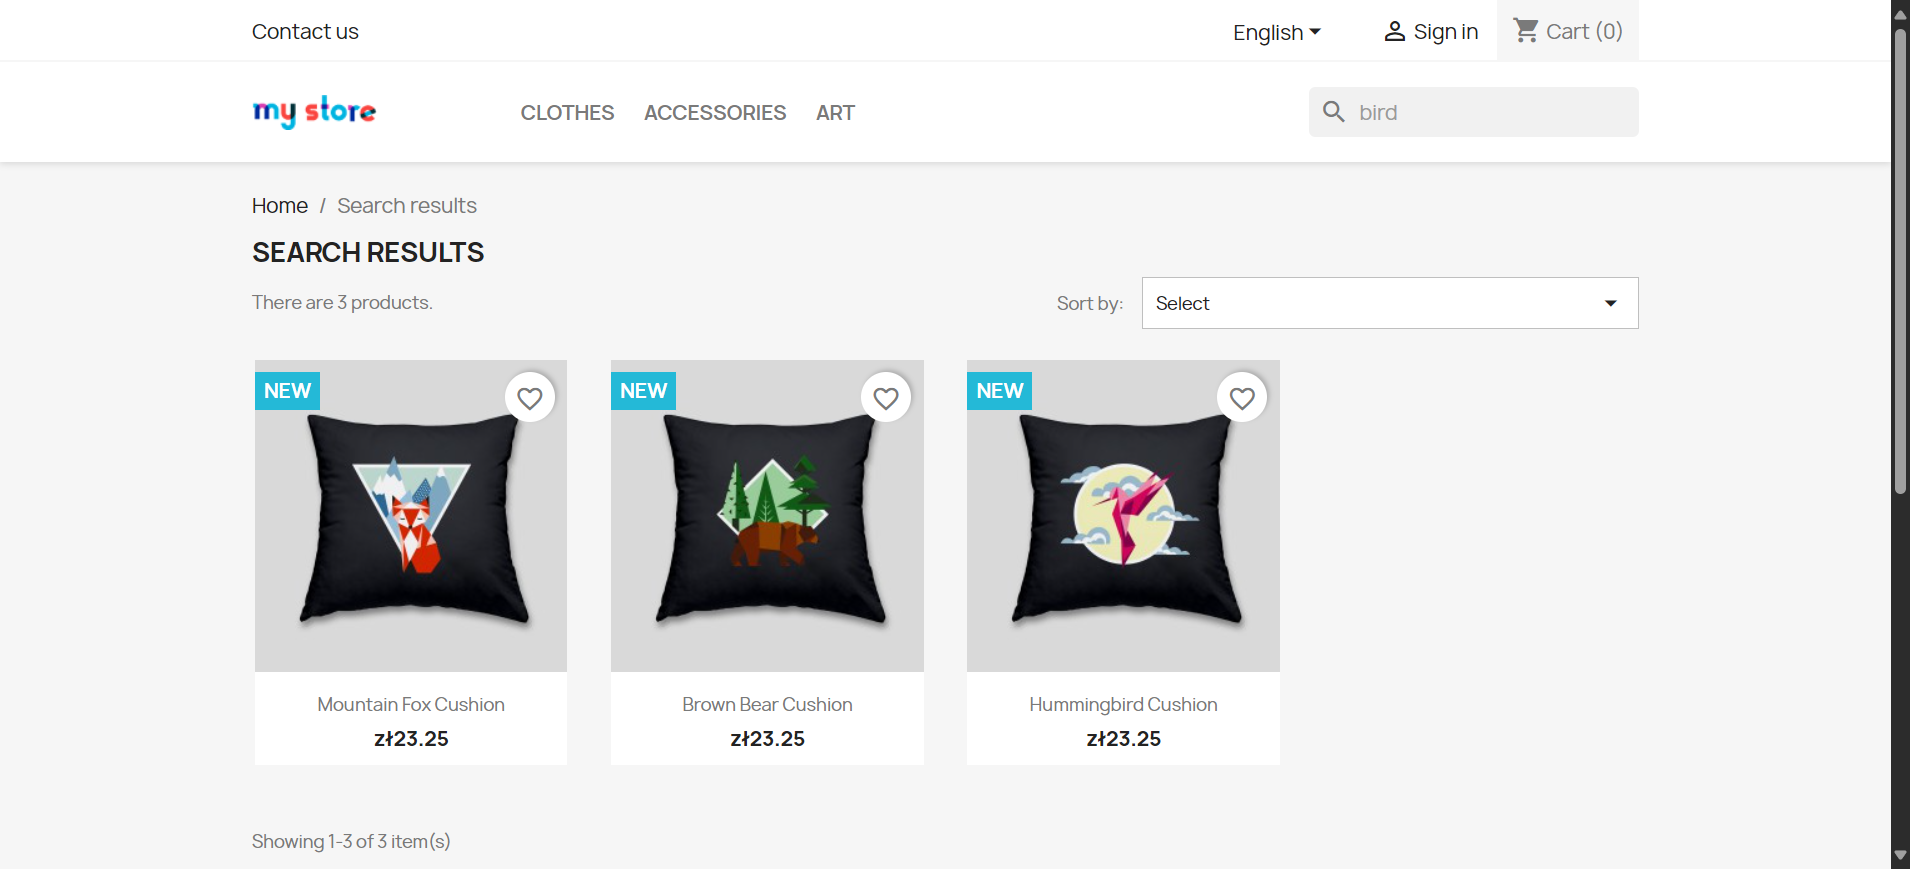 Contact us
English
Sign in
Cart (0)
my store
CLOTHES
ACCESSORIES
ART
bird
Home / Search results
SEARCH RESULTS
There are 3 products.
Sort by:
Select
NEW
NEW
NEW
Mountain Fox Cushion
zł23.25
Brown Bear Cushion
zł23.25
Hummingbird Cushion
zł23.25
Showing 1-3 of 3 item(s)